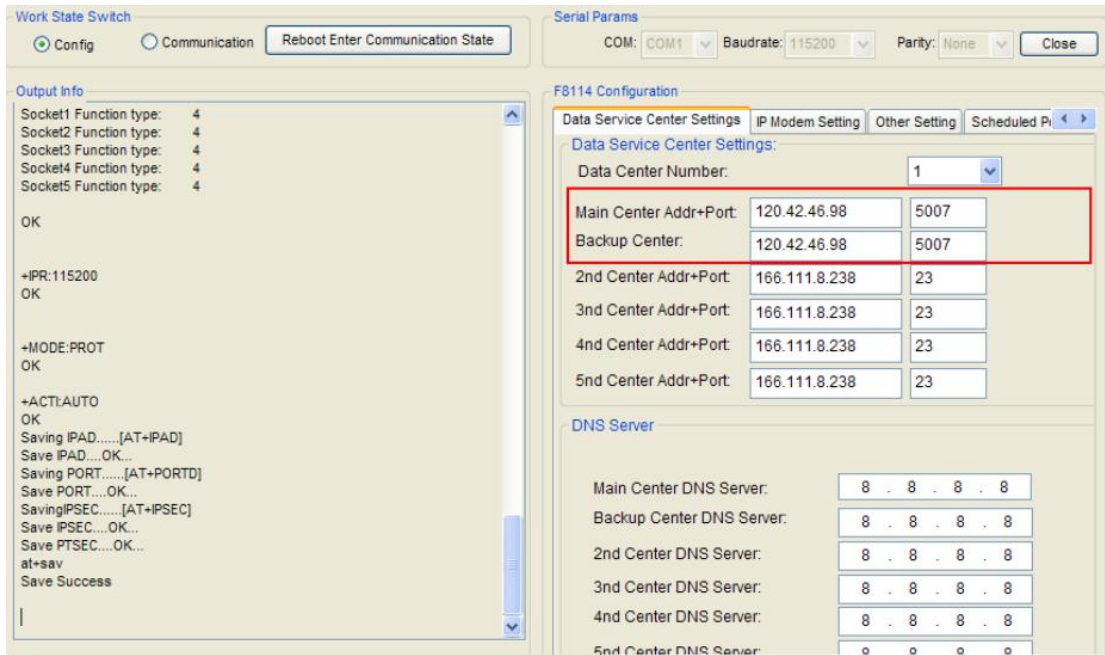 Work State Switch
Config
Communication
Reboot Enter Communication State
Serial Params
COM: COM1 Baudrate: 115200 Parity: None Close
Output Info
Socket1 Function type: 4
Socket2 Function type: 4
Socket3 Function type: 4
Socket4 Function type: 4
Socket5 Function type: 4
OK
+IPR:115200
OK
+MODE:PROT
OK
+ACTI:AUTO
OK
Saving IPAD......[AT+IPAD]
Save IPAD....OK...
Saving PORT......[AT+PORTD]
Save PORT....OK...
SavingIPSEC......[AT+IPSEC]
Save IPSEC....OK...
Save PTSEC....OK...
at+sav
Save Success
F8114 Configuration
Data Service Center Settings IP Modem Setting Other Setting Scheduled
Data Service Center Settings:
Data Center Number: 1
Main Center Addr+Port: 120.42.46.98 5007
Backup Center: 120.42.46.98 5007
2nd Center Addr+Port: 166.111.8.238 23
3nd Center Addr+Port: 166.111.8.238 23
4nd Center Addr+Port: 166.111.8.238 23
5nd Center Addr+Port: 166.111.8.238 23
DNS Server
Main Center DNS Server: 8 . 8 . 8 . 8
Backup Center DNS Server: 8 . 8 . 8 . 8
2nd Center DNS Server: 8 . 8 . 8 . 8
3nd Center DNS Server: 8 . 8 . 8 . 8
4nd Center DNS Server: 8 . 8 . 8 . 8
5nd Center DNS Server: